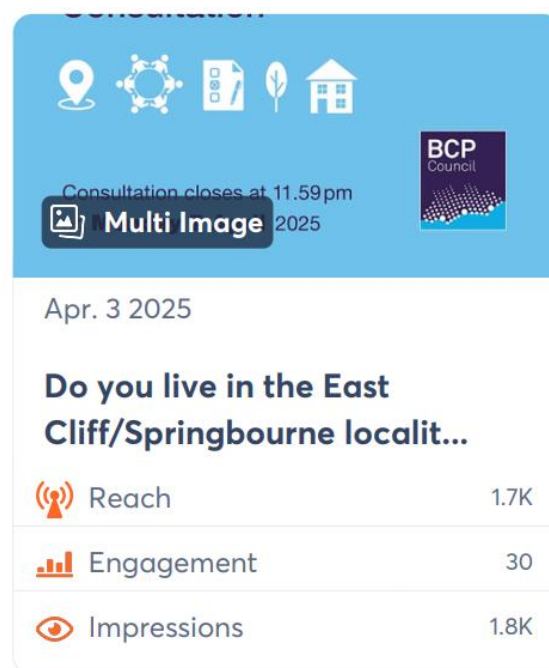 Consultation
BCP
Council
Consultation closes at 11.59pm
Multi Image
2025
Apr. 3 2025
Do you live in the East
Cliff/Springbourne localit...
Reach 1.7K
Engagement 30
Impressions 1.8K